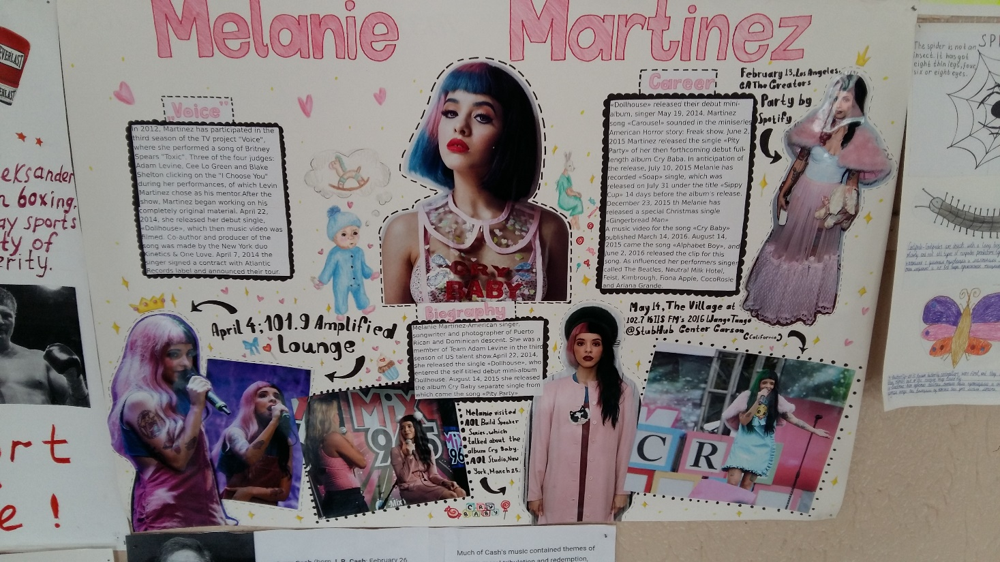 Melanie Martinez
EVERLAST
EVERLAST
eksander
n boxing.
ay sports
ty of
erity.
ort
e !
„Voice"
In 2012, Martinez has participated in the
third season of the TV project "Voice",
where she performed a song of Britney
Spears "Toxic". Three of the four judges:
Adam Levine, Cee Lo Green and Blake
Shelton clicking on the "I Choose You"
during her performances, of which Levin
Martinez chose as his mentor.After the
show, Martinez began working on his
completely original material. April 22,
2014, she released her debut single,
«Dollhouse», which then music video was
filmed. Co-author and producer of the
song was made by the New York duo
Kinetics & One Love. April 7, 2014 the
singer signed a contract with Atlantic
Records label and announced their tour.
CRY
BABY
Career
«Dollhouse» released their debut mini-
album, singer May 19, 2014. Martinez
song «Carousel» sounded in the miniseries
American Horror story: Freak show. June 2,
2015 Martinez released the single «Pity
Party» of her then forthcoming debut full-
length album Cry Baba. In anticipation of
the release, July 10, 2015 Melanie has
recorded «Soap» single, which was
released on July 31 under the title «Sippy
Cup» 14 days before the album's release.
December 23, 2015 th Melanie has
released a special Christmas single
«Gingerbread Man»
A music video for the song «Cry Baby»
published March 14, 2016. August 14,
2015 came the song «Alphabet Boy», and
June 2, 2016 released the clip for this
song. As influenced her performers singer
called The Beatles, Neutral Milk Hotel,
Feist, Kimbrough, Fiona Apple, CocoRosie
and Ariana Grande.
February 13, Los Angeles,
CA The Creators
Party by
Spotify
April 4; 101.9 Amplified
Lounge
Biography
Melanie Martinez-American singer,
songwriter and photographer of Puerto
Rican and Dominican descent. She was a
member of Team Adam Levine in the third
season of US talent show.April 22, 2014,
she released the single «Dollhouse», who
entered the self-titled debut mini-album
Dollhouse. August 14, 2015 she released
the album Cry Baby separate single from
which came the song «Pity Party»
May 14, The Village at
102.7 KIIS FM's 2016 Wango Tango
@StubHub Center Carson
(California)
MiX
96.5
Melanie visited
AOL Build Speaker
Series, which
talked about the
album Cry Baby.
AOL Studio, New
York, March 25.
CRY
BABY
C R
The spider is not an
insect. It has got
eight thin legs, four,
six or eight eyes.
SPI
J. R. Cash; February 26
Much of Cash's music contained themes of
tribulation and redemption,